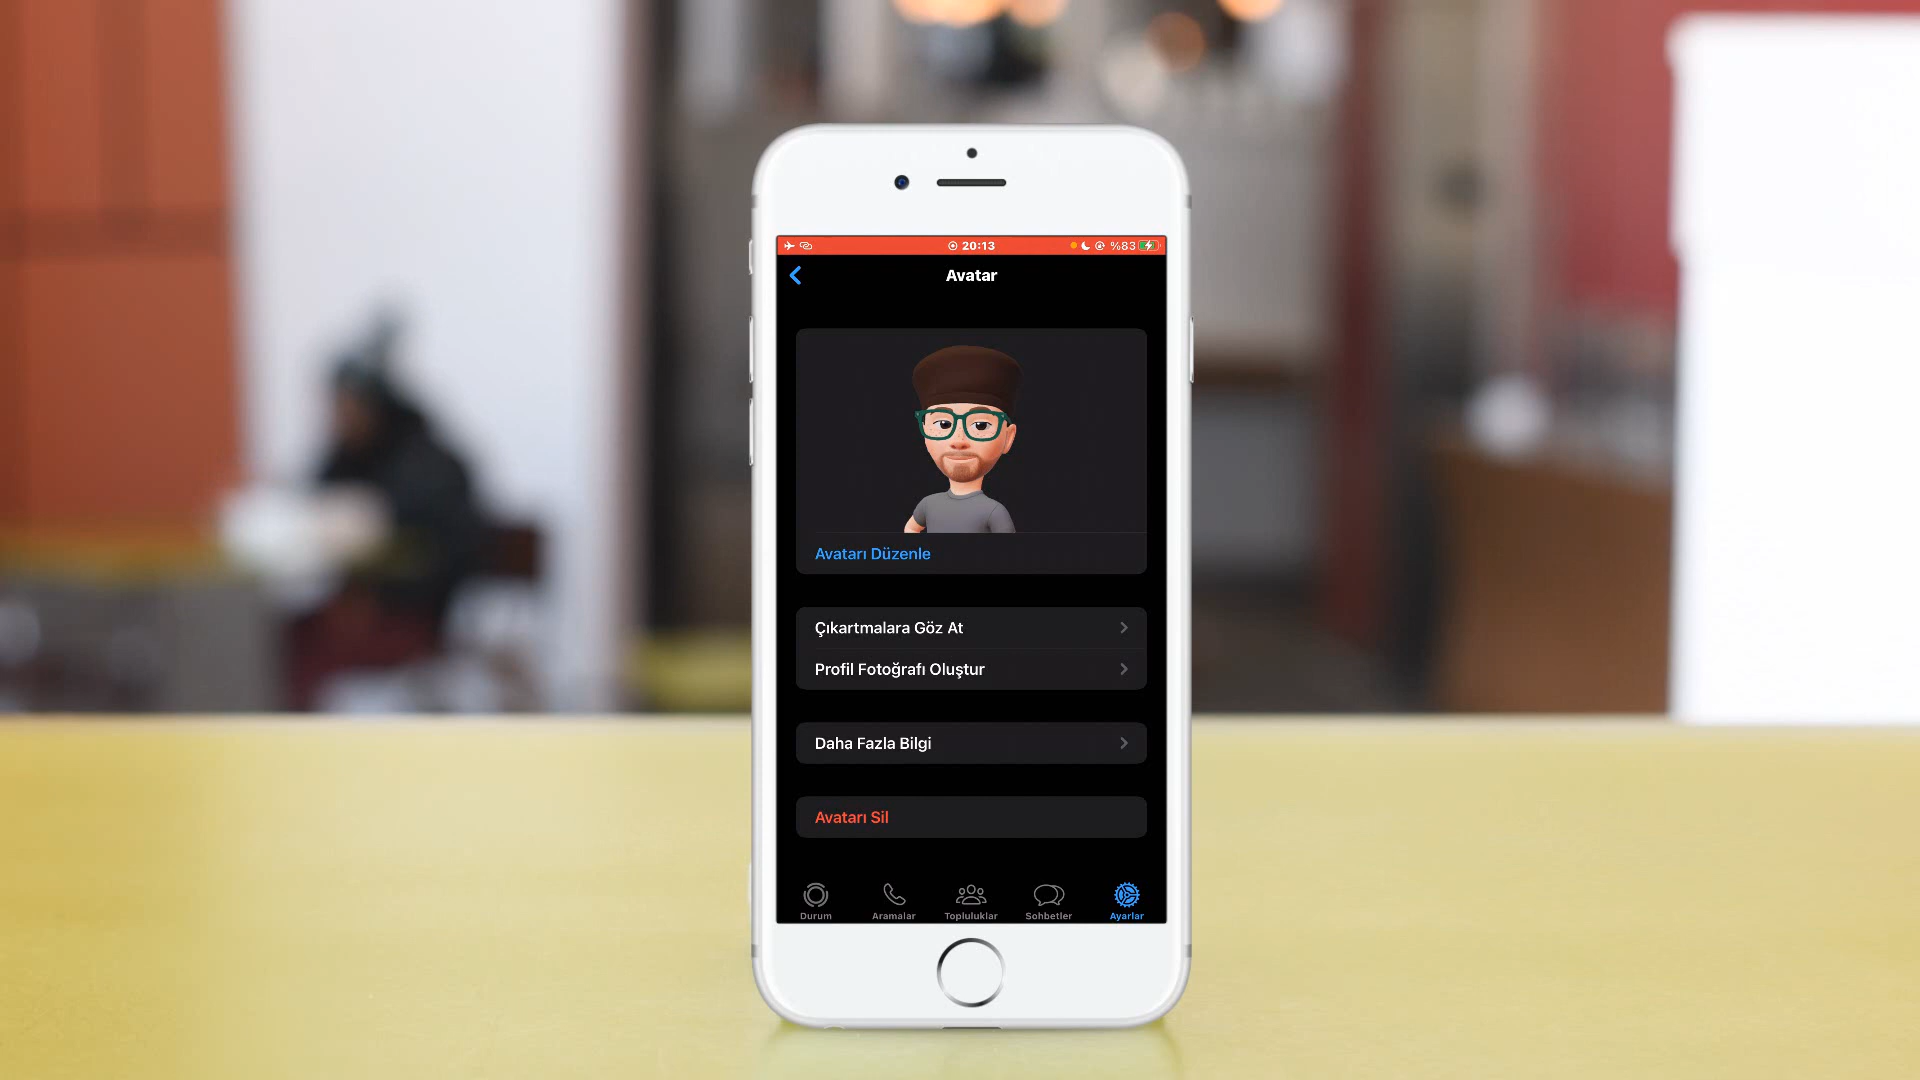 20:13
%83
Avatar
Avatarı Düzenle
Çıkartmalara Göz At
Profil Fotoğrafı Oluştur
Daha Fazla Bilgi
Avatarı Sil
Durum
Aramalar
Topluluklar
Sohbetler
Ayarlar